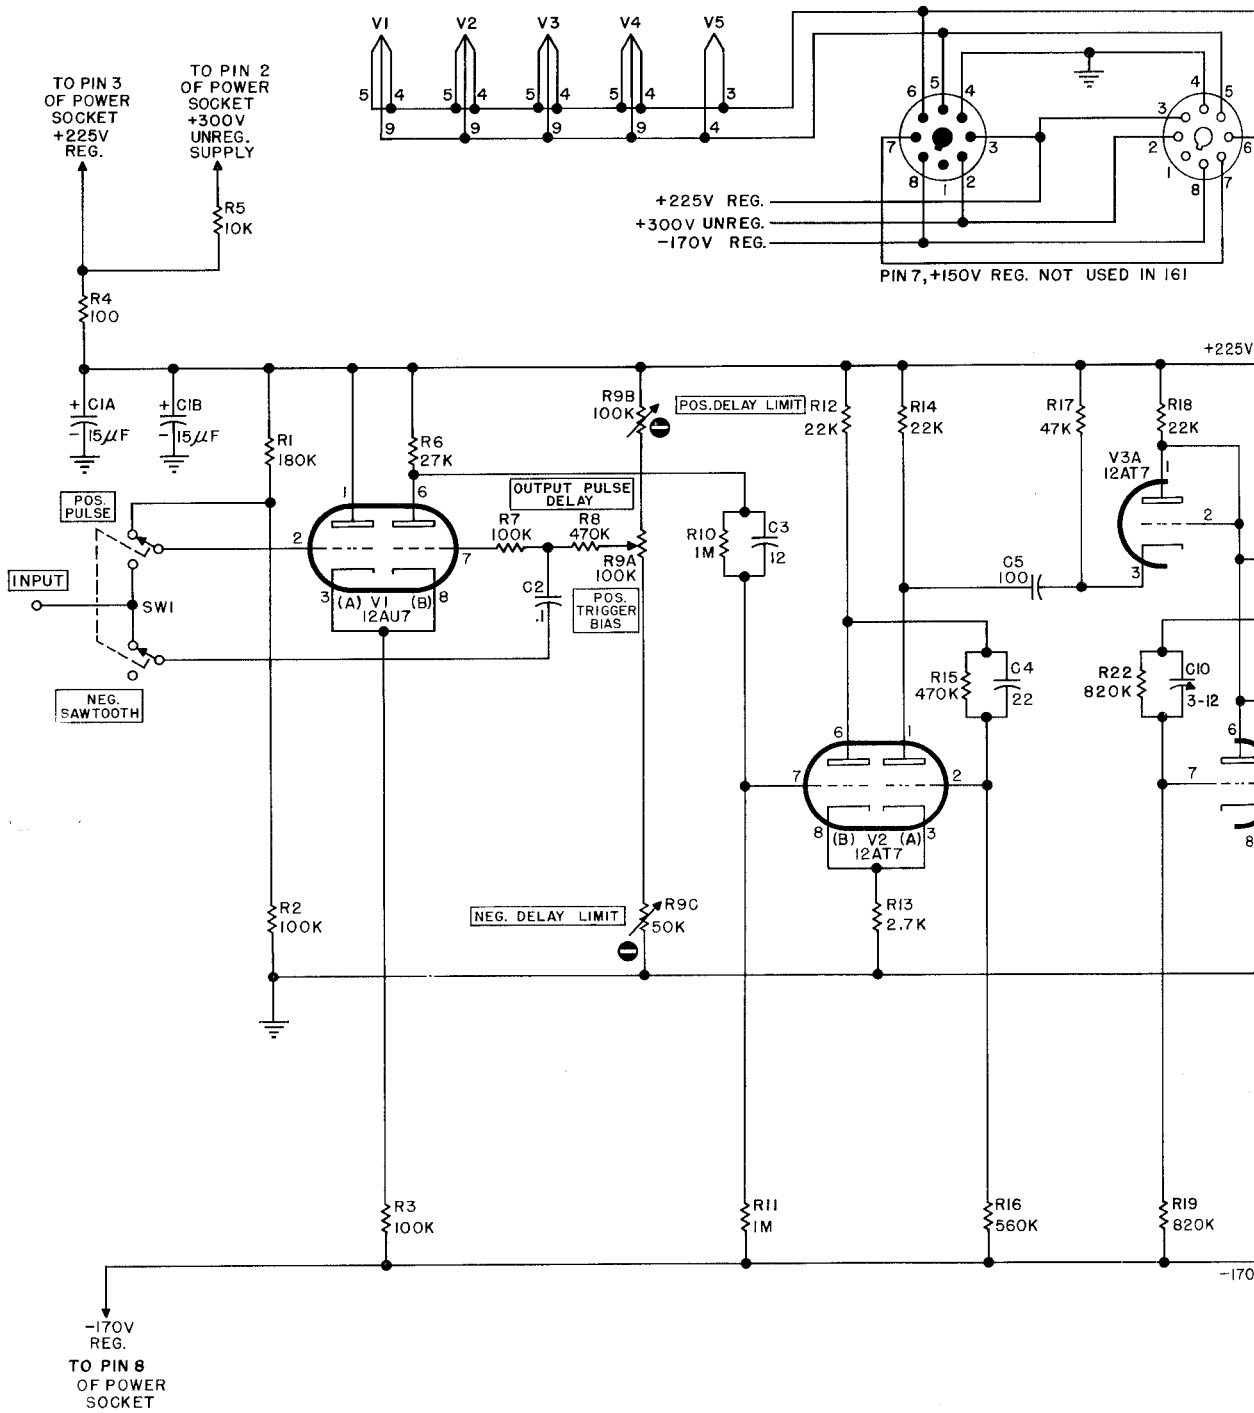 V1
V2
V3
V4
V5
5 4
5 4
5 4
5 4
3
9
9
9
9
4
6
5
4
7
3
8
1
2
4
5
3
2
6
1
8
7
TO PIN 3
OF POWER
SOCKET
+225V
REG.
TO PIN 2
OF POWER
SOCKET
+300V
UNREG.
SUPPLY
R5
10K
+225V REG.
+300V UNREG.
-170V REG.
PIN 7, +150V REG. NOT USED IN 161
R4
100
+225V
+ C1A
- 15µF
+ C1B
- 15µF
R1
180K
R6
27K
R9B
100K
POS. DELAY LIMIT
R12
22K
R14
22K
R17
47K
R18
22K
V3A
12AT7
1
2
3
POS.
PULSE
INPUT
SW1
NEG.
SAWTOOTH
1
6
2
7
3 (A) V1 (B) 8
12AU7
OUTPUT PULSE
DELAY
R7
100K
R8
470K
R9A
100K
C2
.1
POS.
TRIGGER
BIAS
R10
1M
C3
12
C5
100
R15
470K
C4
22
R22
820K
C10
3-12
6
7
8
6
1
7
2
8 (B) V2 (A) 3
12AT7
R2
100K
NEG. DELAY LIMIT
R9C
50K
R13
2.7K
R3
100K
R11
1M
R16
560K
R19
820K
-170
-170V
REG.
TO PIN 8
OF POWER
SOCKET